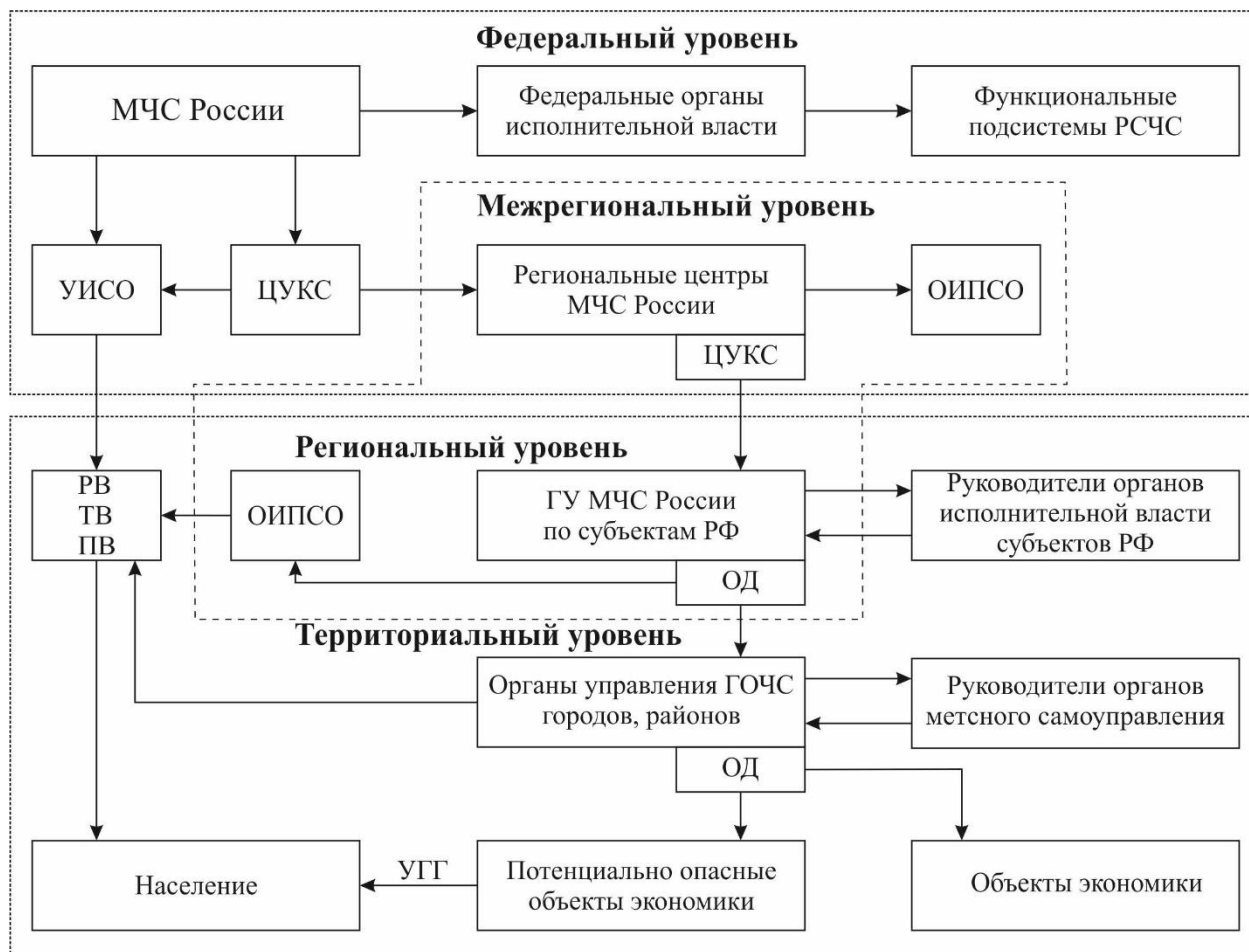 Федеральный уровень
МЧС России
Федеральные органы
исполнительной власти
Функциональные
подсистемы РСЧС
Межрегиональный уровень
УИСО
ЦУКС
Региональные центры
МЧС России
ОИПСО
ЦУКС
Региональный уровень
РВ
ТВ
ПВ
ОИПСО
ГУ МЧС России
по субъектам РФ
Руководители органов
исполнительной власти
субъектов РФ
ОД
Территориальный уровень
Органы управления ГОЧС
городов, районов
Руководители органов
метсного самоуправления
ОД
Население
УГГ
Потенциально опасные
объекты экономики
Объекты экономики